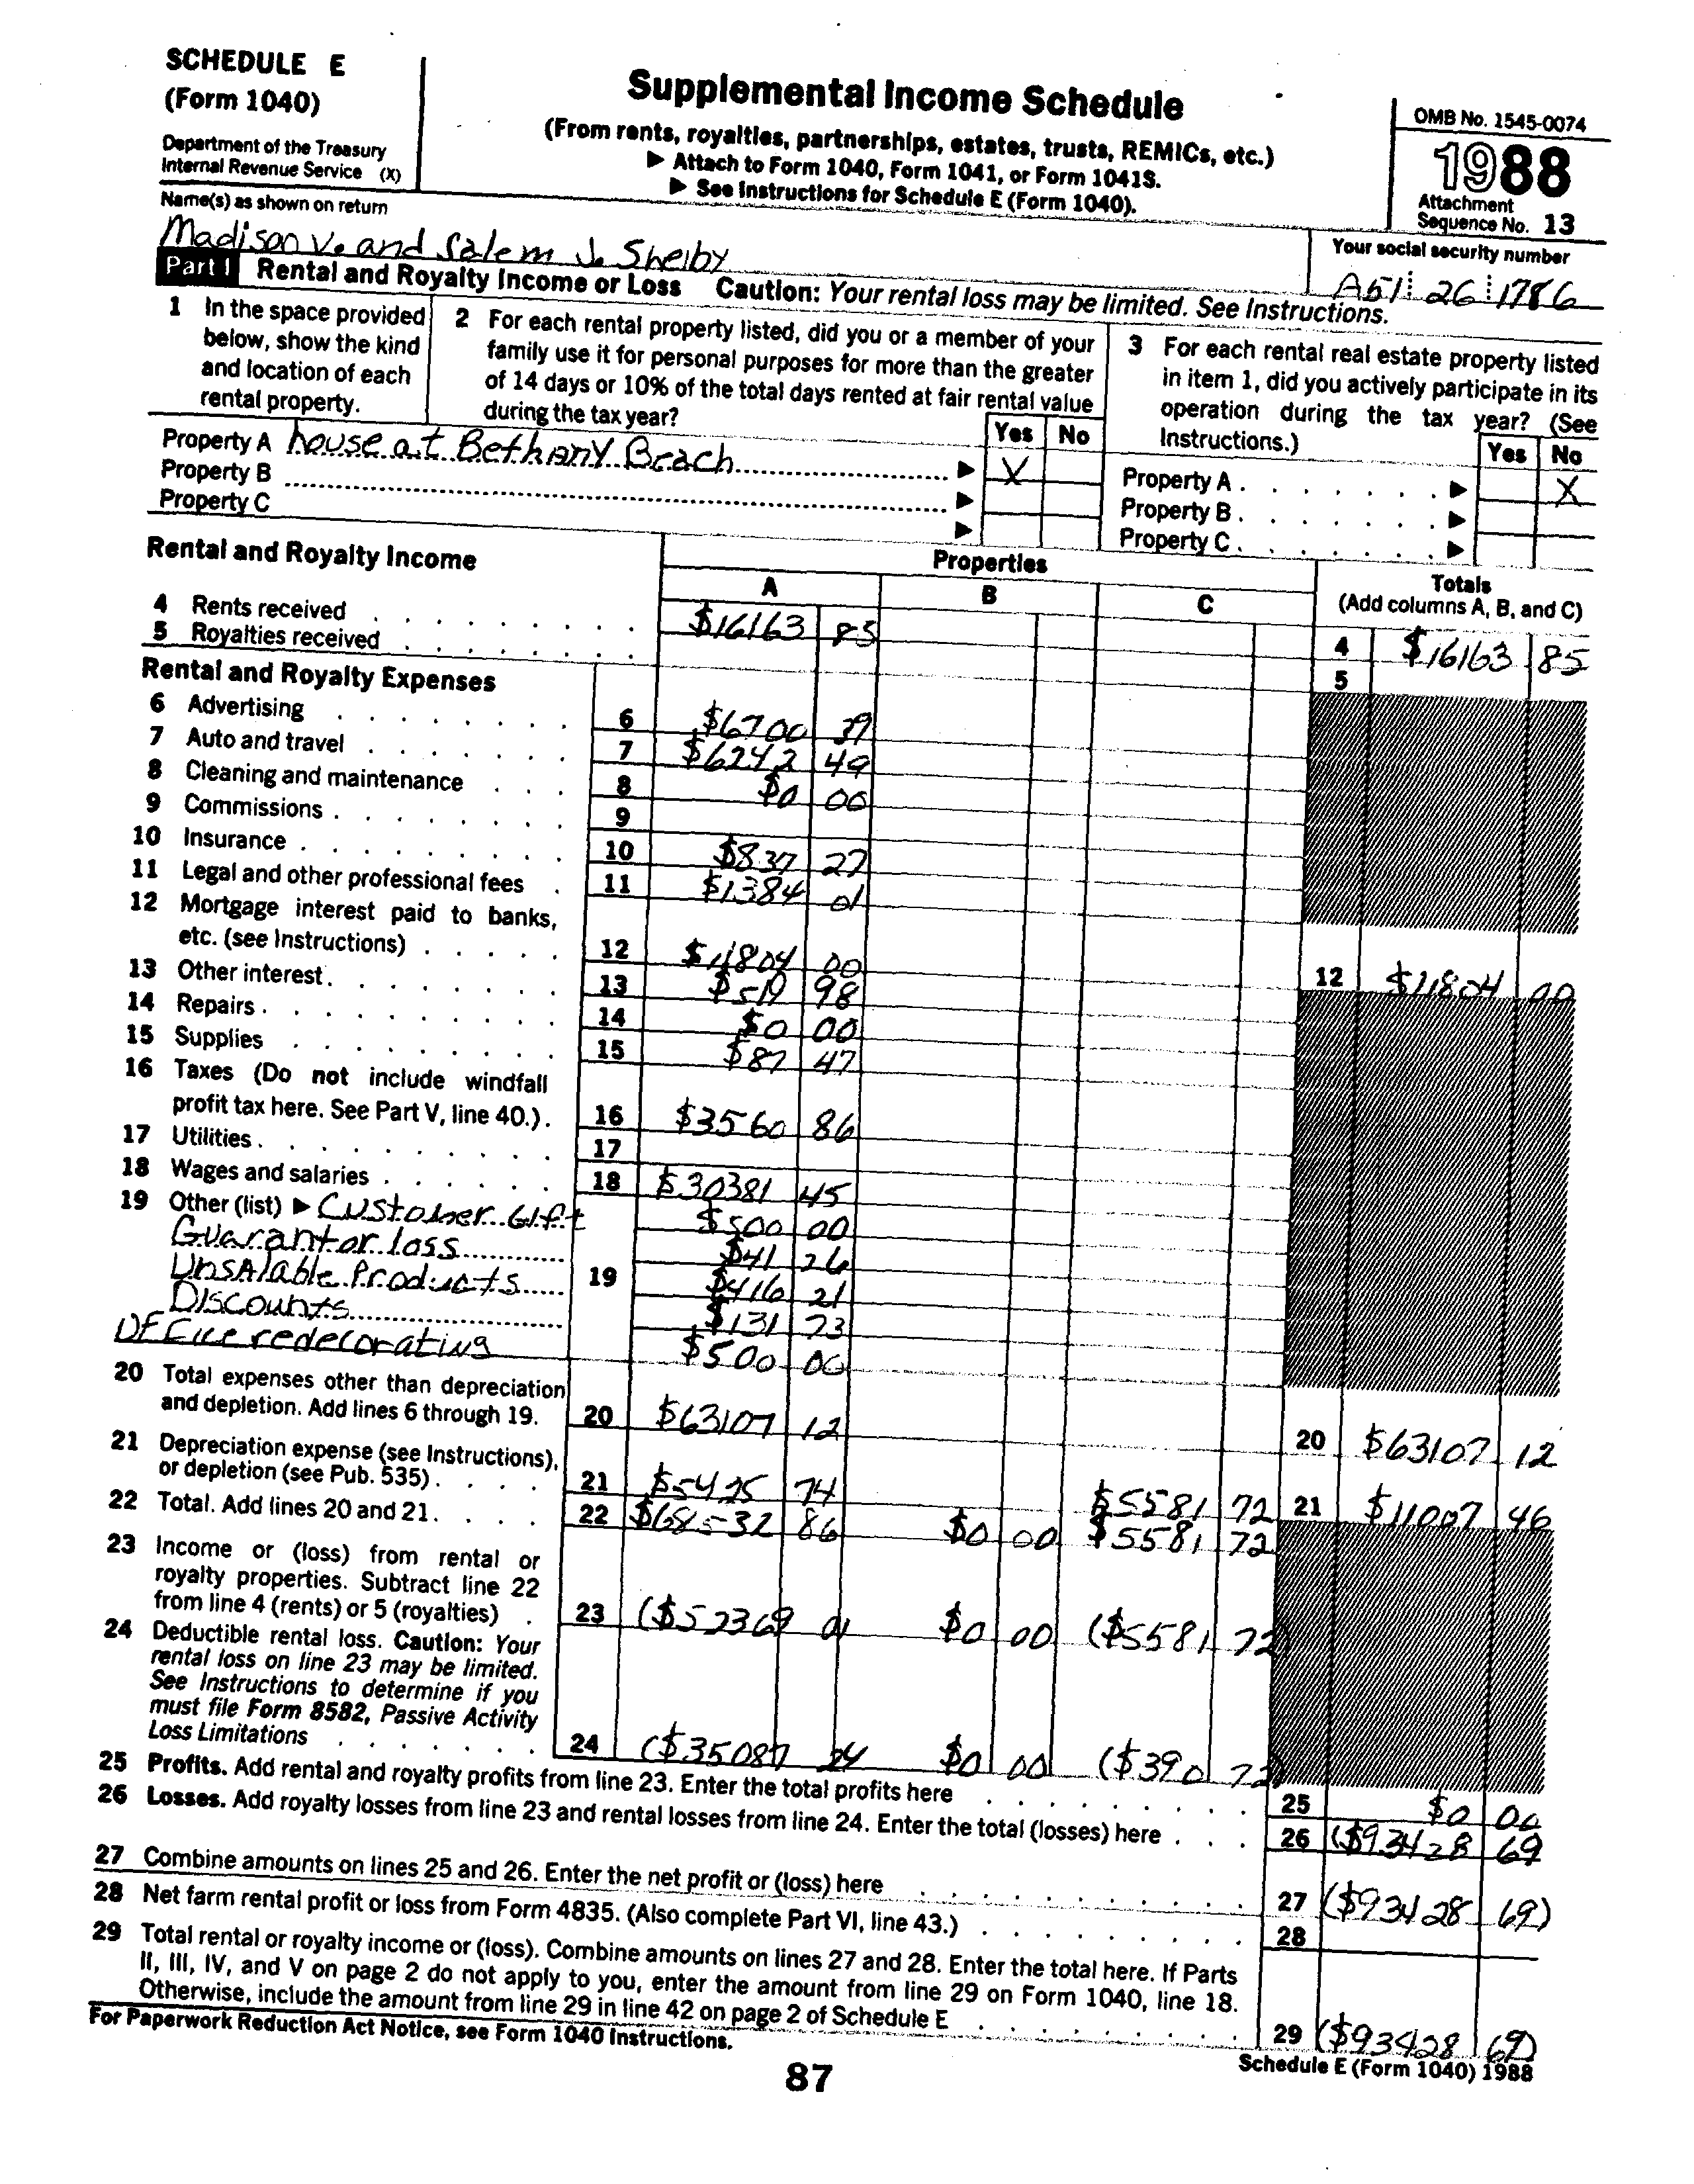 SCHEDULE E
(Form 1040)
Department of the Treasury
Internal Revenue Service (X)
Supplemental Income Schedule
(From rents, royalties, partnerships, estates, trusts, REMICs, etc.)
▶ Attach to Form 1040, Form 1041, or Form 1041S.
▶ See Instructions for Schedule E (Form 1040).
OMB No. 1545-0074
1988
Attachment
Sequence No. 13
Name(s) as shown on return
Madison V. and Salem J. Shelby
Your social security number
A51 26 1786
Part I Rental and Royalty Income or Loss Caution: Your rental loss may be limited. See Instructions.
1 In the space provided
below, show the kind
and location of each
rental property.
2 For each rental property listed, did you or a member of your
family use it for personal purposes for more than the greater
of 14 days or 10% of the total days rented at fair rental value
during the tax year?
Yes No
3 For each rental real estate property listed
in item 1, did you actively participate in its
operation during the tax year? (See
Instructions.)
Yes No
Property A house at Bethany Beach ▶ X
Property B ▶
Property C ▶
Property A ▶ X
Property B ▶
Property C ▶
Rental and Royalty Income
Properties
A B C
Totals
(Add columns A, B, and C)
4 Rents received $16163 85 4 $16163 85
5 Royalties received 5
Rental and Royalty Expenses
6 Advertising 6 $6700 39
7 Auto and travel 7 $6242 49
8 Cleaning and maintenance 8 $0 00
9 Commissions 9
10 Insurance 10 $837 27
11 Legal and other professional fees 11 $1384 01
12 Mortgage interest paid to banks,
etc. (see Instructions) 12 $11804 00 12 $11804 00
13 Other interest 13 $519 98
14 Repairs 14 $0 00
15 Supplies 15 $87 47
16 Taxes (Do not include windfall
profit tax here. See Part V, line 40.) 16 $3560 86
17 Utilities 17
18 Wages and salaries 18 $30381 45
19 Other (list) ▶ Customer Gift $500 00
Guarantor loss $41 26
Unsalable Products 19 $416 21
Discounts $131 73
Office redecorating $500 00
20 Total expenses other than depreciation
and depletion. Add lines 6 through 19. 20 $63107 12 20 $63107 12
21 Depreciation expense (see Instructions),
or depletion (see Pub. 535) 21 $5425 74 $5581 72 21 $11007 46
22 Total. Add lines 20 and 21 22 $68532 86 $0 00 $5581 72
23 Income or (loss) from rental or
royalty properties. Subtract line 22
from line 4 (rents) or 5 (royalties) 23 ($52369 01 $0 00 ($5581 72)
24 Deductible rental loss. Caution: Your
rental loss on line 23 may be limited.
See Instructions to determine if you
must file Form 8582, Passive Activity
Loss Limitations 24 ($35087 24 $0 00 ($390 72)
25 Profits. Add rental and royalty profits from line 23. Enter the total profits here 25 $0 00
26 Losses. Add royalty losses from line 23 and rental losses from line 24. Enter the total (losses) here 26 ($93428 69
27 Combine amounts on lines 25 and 26. Enter the net profit or (loss) here 27 ($93428 69)
28 Net farm rental profit or loss from Form 4835. (Also complete Part VI, line 43.) 28
29 Total rental or royalty income or (loss). Combine amounts on lines 27 and 28. Enter the total here. If Parts
II, III, IV, and V on page 2 do not apply to you, enter the amount from line 29 on Form 1040, line 18.
Otherwise, include the amount from line 29 in line 42 on page 2 of Schedule E 29 ($93428 69)
For Paperwork Reduction Act Notice, see Form 1040 Instructions.
Schedule E (Form 1040) 1988
87